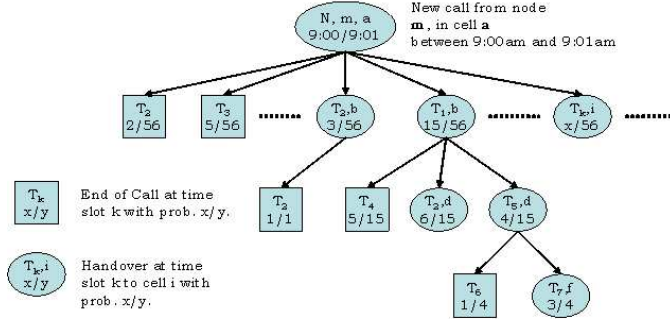 N, m, a
9:00/9:01
New call from node
m, in cell a
between 9:00am and 9:01am
T2
2/56
T3
5/56
T2,b
3/56
T1,b
15/56
Tk,i
x/56
T2
1/1
T4
5/15
T2,d
6/15
T5,d
4/15
Tk
x/y
End of Call at time
slot k with prob. x/y.
Tk,i
x/y
Handover at time
slot k to cell i with
prob. x/y.
T6
1/4
T7,f
3/4